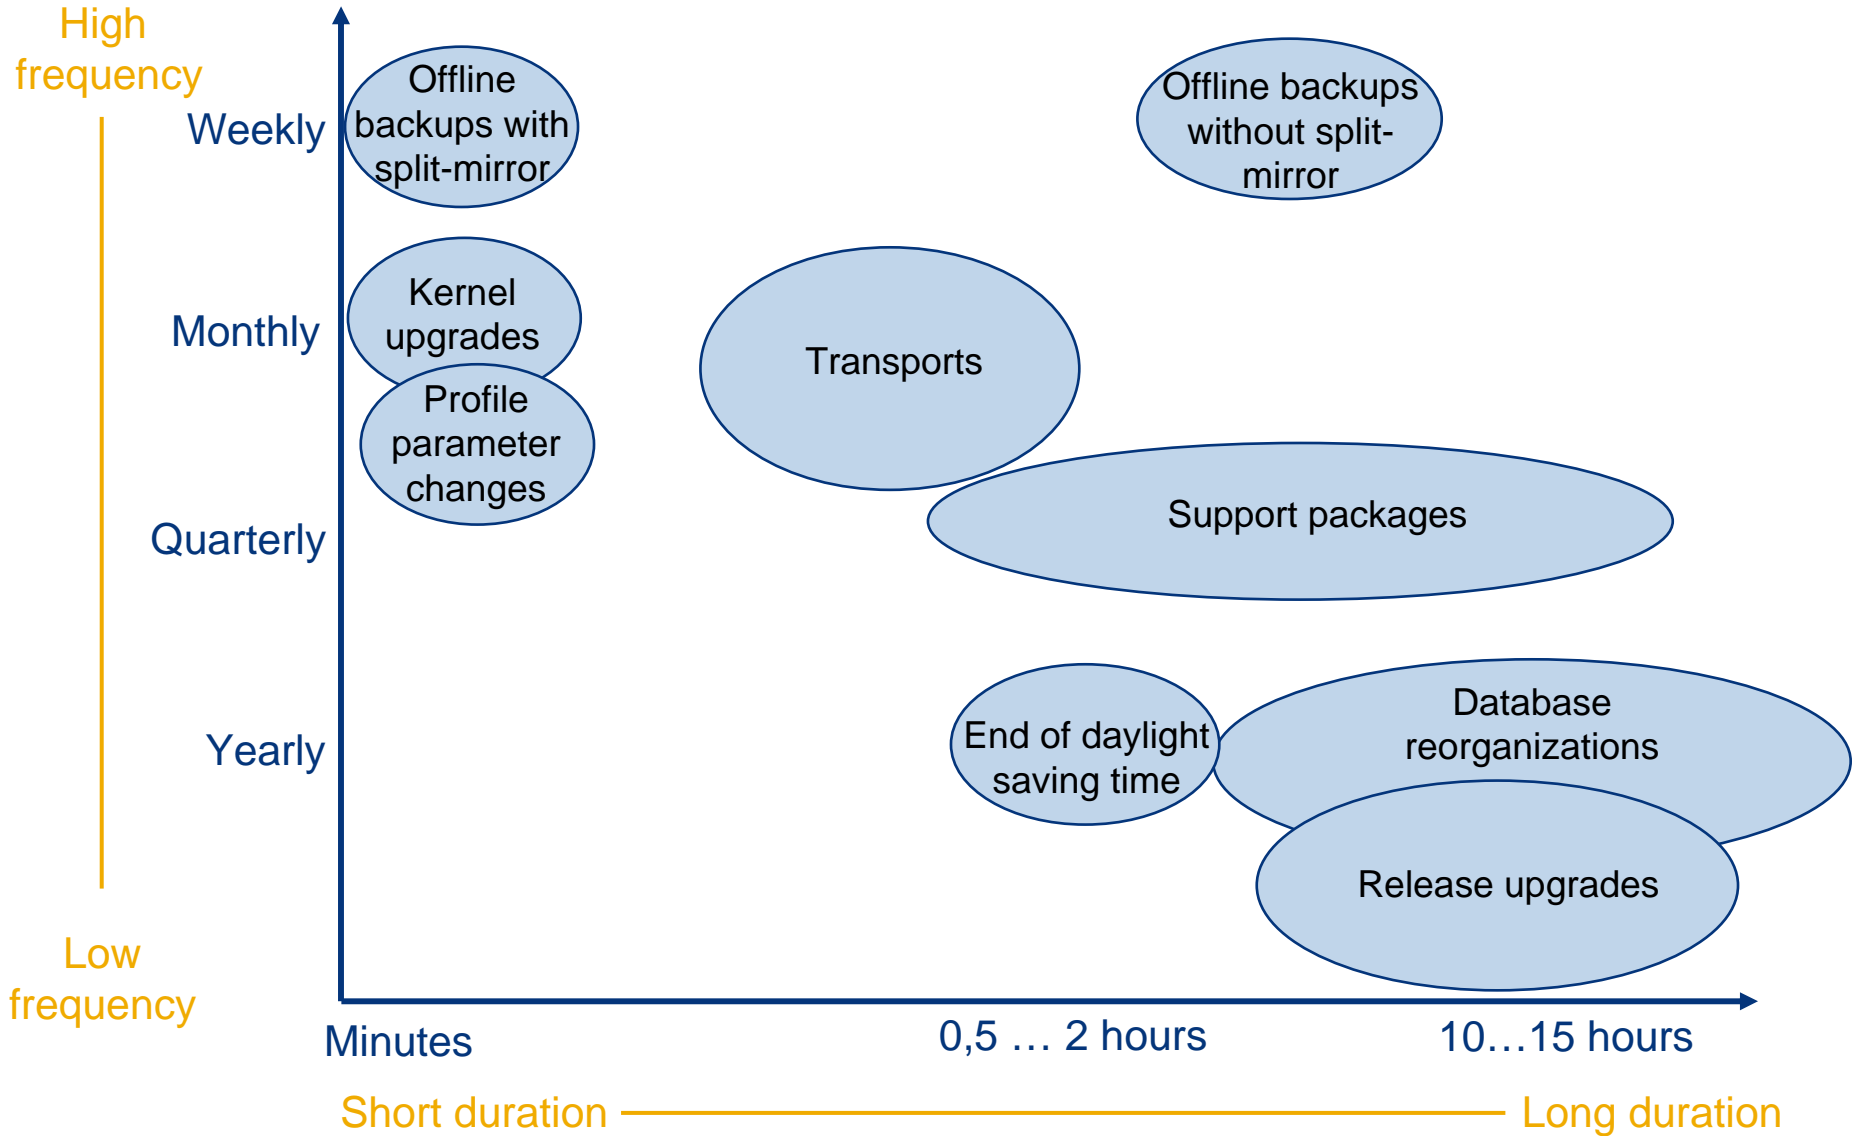 High
frequency
Weekly
Offline
backups with
split-mirror
Offline backups
without split-
mirror
Monthly
Kernel
upgrades
Transports
Profile
parameter
changes
Quarterly
Support packages
Yearly
End of daylight
saving time
Database
reorganizations
Release upgrades
Low
frequency
Minutes
0,5 … 2 hours
10…15 hours
Short duration
Long duration